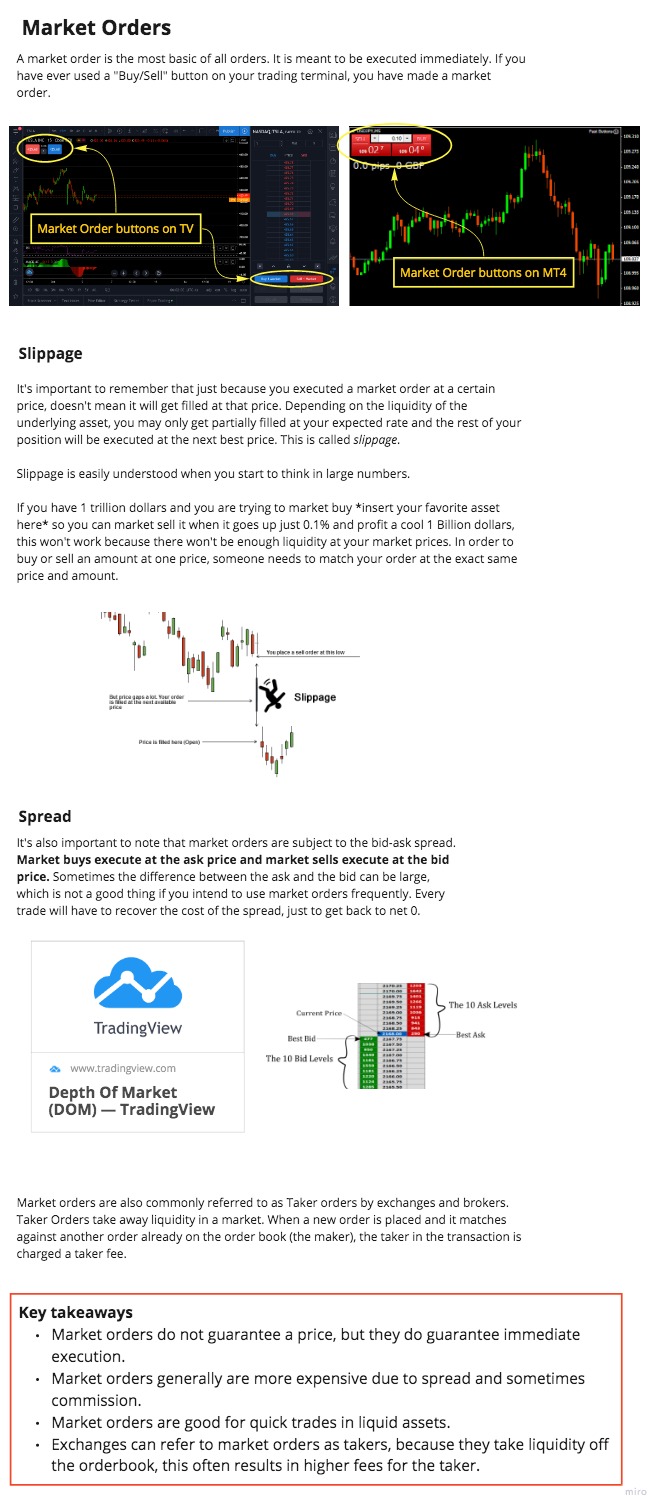 Market Orders
A market order is the most basic of all orders. It is meant to be executed immediately. If you
have ever used a "Buy/Sell" button on your trading terminal, you have made a market
order.
Market Order buttons on TV
0.0 pips 0 GBP
Market Order buttons on MT4
Slippage
It's important to remember that just because you executed a market order at a certain
price, doesn't mean it will get filled at that price. Depending on the liquidity of the
underlying asset, you may only get partially filled at your expected rate and the rest of your
position will be executed at the next best price. This is called slippage.
Slippage is easily understood when you start to think in large numbers.
If you have 1 trillion dollars and you are trying to market buy *insert your favorite asset
here* so you can market sell it when it goes up just 0.1% and profit a cool 1 Billion dollars,
this won't work because there won't be enough liquidity at your market prices. In order to
buy or sell an amount at one price, someone needs to match your order at the exact same
price and amount.
You place a sell order at this low
But price gaps a lot. Your order
is filled at the next available
price
Slippage
Price is filled here (Open)
Spread
It's also important to note that market orders are subject to the bid-ask spread.
Market buys execute at the ask price and market sells execute at the bid
price. Sometimes the difference between the ask and the bid can be large,
which is not a good thing if you intend to use market orders frequently. Every
trade will have to recover the cost of the spread, just to get back to net 0.
TradingView
www.tradingview.com
Depth Of Market
(DOM) — TradingView
The 10 Ask Levels
Current Price
Best Ask
Best Bid
The 10 Bid Levels
Market orders are also commonly referred to as Taker orders by exchanges and brokers.
Taker Orders take away liquidity in a market. When a new order is placed and it matches
against another order already on the order book (the maker), the taker in the transaction is
charged a taker fee.
Key takeaways
• Market orders do not guarantee a price, but they do guarantee immediate
execution.
• Market orders generally are more expensive due to spread and sometimes
commission.
• Market orders are good for quick trades in liquid assets.
• Exchanges can refer to market orders as takers, because they take liquidity off
the orderbook, this often results in higher fees for the taker.
miro